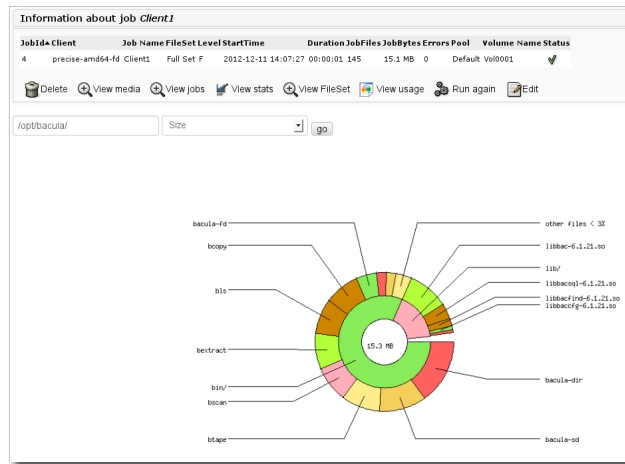 Information about job Client1
JobId▲ Client Job Name FileSet Level StartTime Duration JobFiles JobBytes Errors Pool Volume Name Status
4 precise-amd64-fd Client1 Full Set F 2012-12-11 14:07:27 00:00:01 145 15.1 MB 0 Default Vol0001
Delete View media View jobs View stats View FileSet View usage Run again Edit
/opt/bacula/ Size go
bacula-fd other files < 3%
bcopy libbac-6.1.21.so
lib/
bls libbacsql-6.1.21.so
libbacfind-6.1.21.so
libbaccfg-6.1.21.so
15.3 MB
bextract
bacula-dir
bin/
bscan
btape bacula-sd